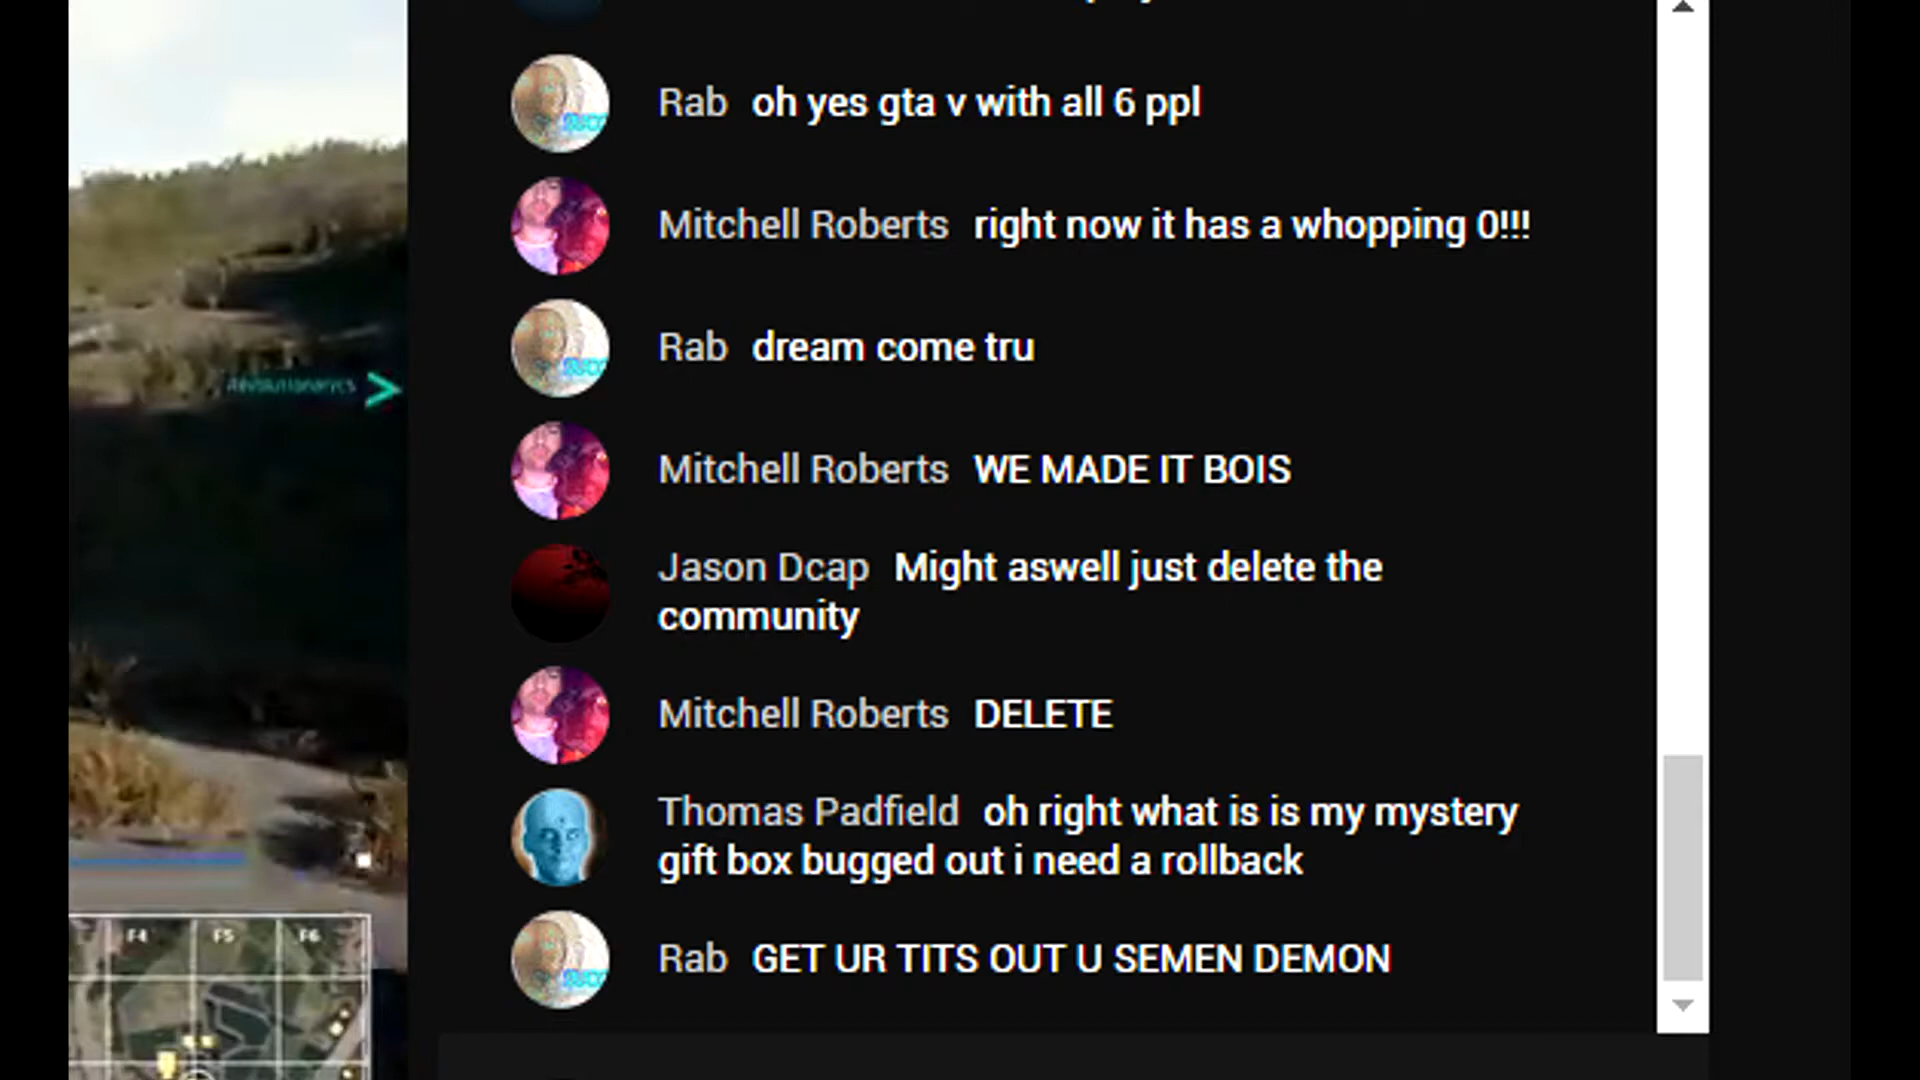 Rab oh yes gta v with all 6 ppl
Mitchell Roberts right now it has a whopping 0!!!
Rab dream come tru
Mitchell Roberts WE MADE IT BOIS
Jason Dcap Might aswell just delete the
community
Mitchell Roberts DELETE
Thomas Padfield oh right what is is my mystery
gift box bugged out i need a rollback
Rab GET UR TITS OUT U SEMEN DEMON
F4 F5 F6